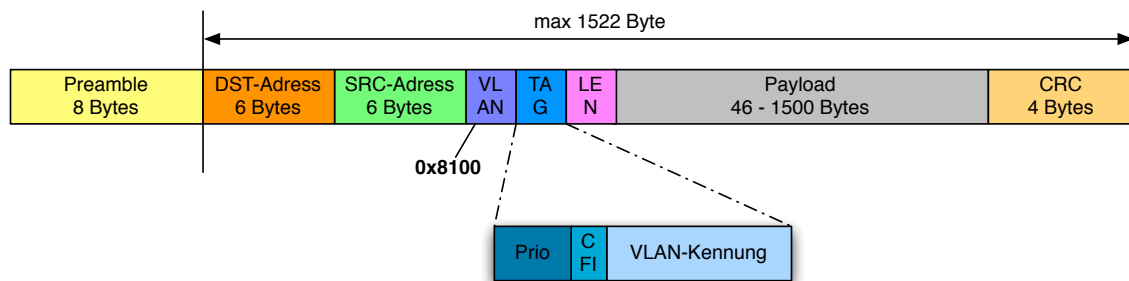 max 1522 Byte
Preamble
8 Bytes
DST-Adress
6 Bytes
SRC-Adress
6 Bytes
VL
AN
TA
G
LE
N
Payload
46 - 1500 Bytes
CRC
4 Bytes
0x8100
Prio
C
FI
VLAN-Kennung